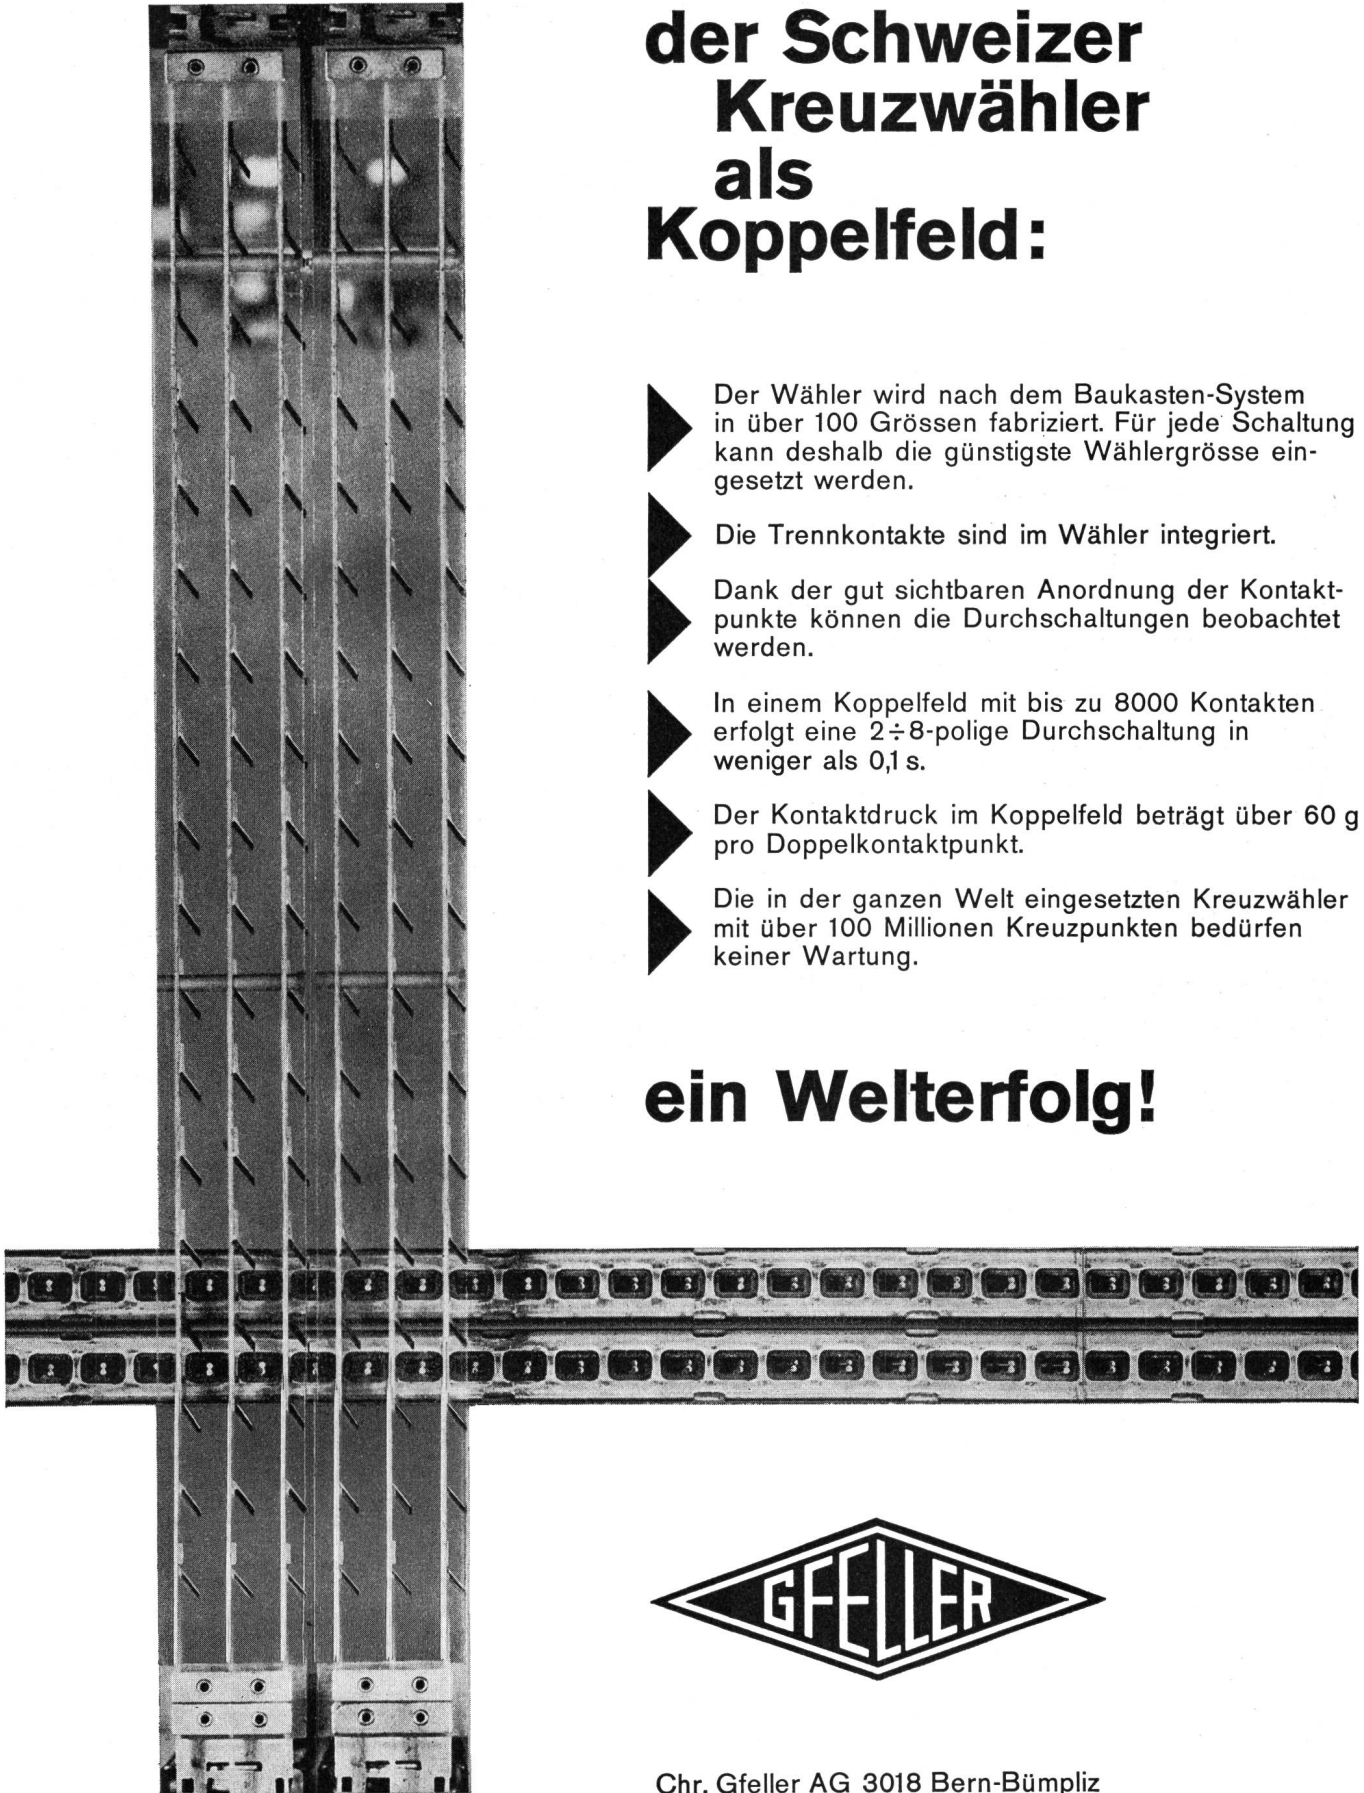 der Schweizer
Kreuzwähler
als
Koppelfeld:
Der Wähler wird nach dem Baukasten-System
in über 100 Grössen fabriziert. Für jede Schaltung
kann deshalb die günstigste Wählergrösse ein-
gesetzt werden.
Die Trennkontakte sind im Wähler integriert.
Dank der gut sichtbaren Anordnung der Kontakt-
punkte können die Durchschaltungen beobachtet
werden.
In einem Koppelfeld mit bis zu 8000 Kontakten
erfolgt eine 2÷8-polige Durchschaltung in
weniger als 0,1 s.
Der Kontaktdruck im Koppelfeld beträgt über 60 g
pro Doppelkontaktpunkt.
Die in der ganzen Welt eingesetzten Kreuzwähler
mit über 100 Millionen Kreuzpunkten bedürfen
keiner Wartung.
ein Welterfolg!
GFELLER
Chr. Gfeller AG 3018 Bern-Bümpliz